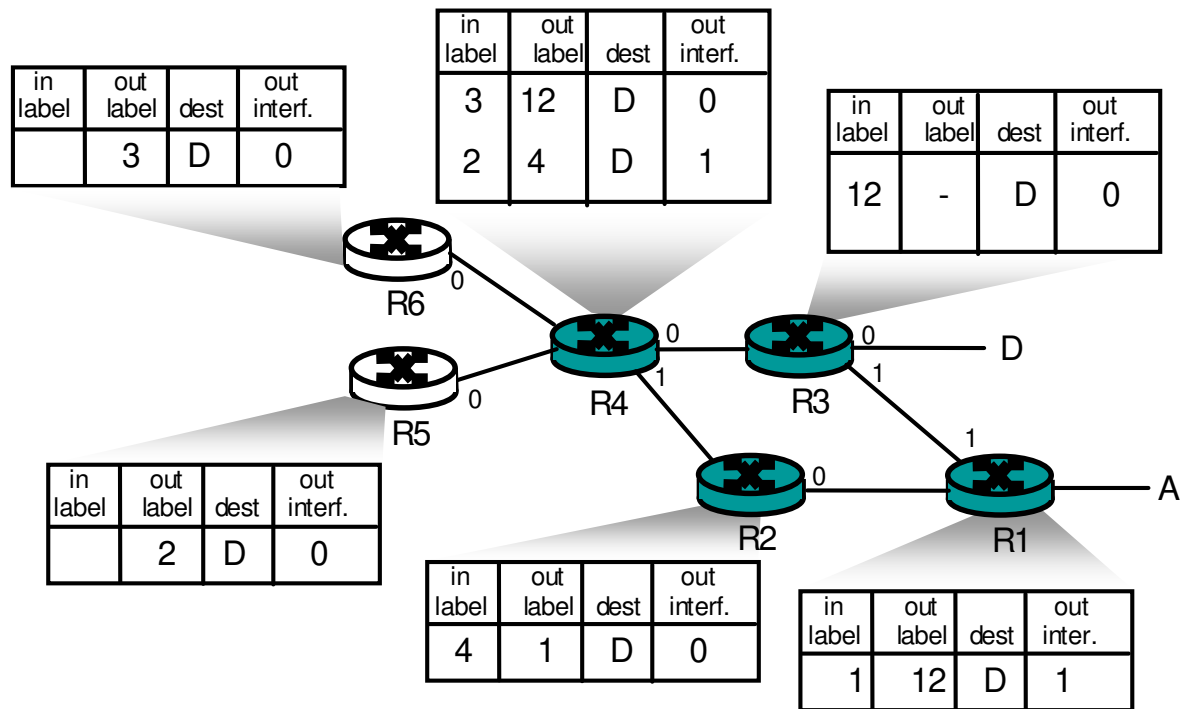 in label out label dest out interf.
3 12 D 0
2 4 D 1
in label out label dest out interf.
3 D 0
in label out label dest out interf.
12 - D 0
R6
0
R5
0
R4
0
1
R3
0
1
D
R2
0
R1
1
A
in label out label dest out interf.
2 D 0
in label out label dest out interf.
4 1 D 0
in label out label dest out inter.
1 12 D 1